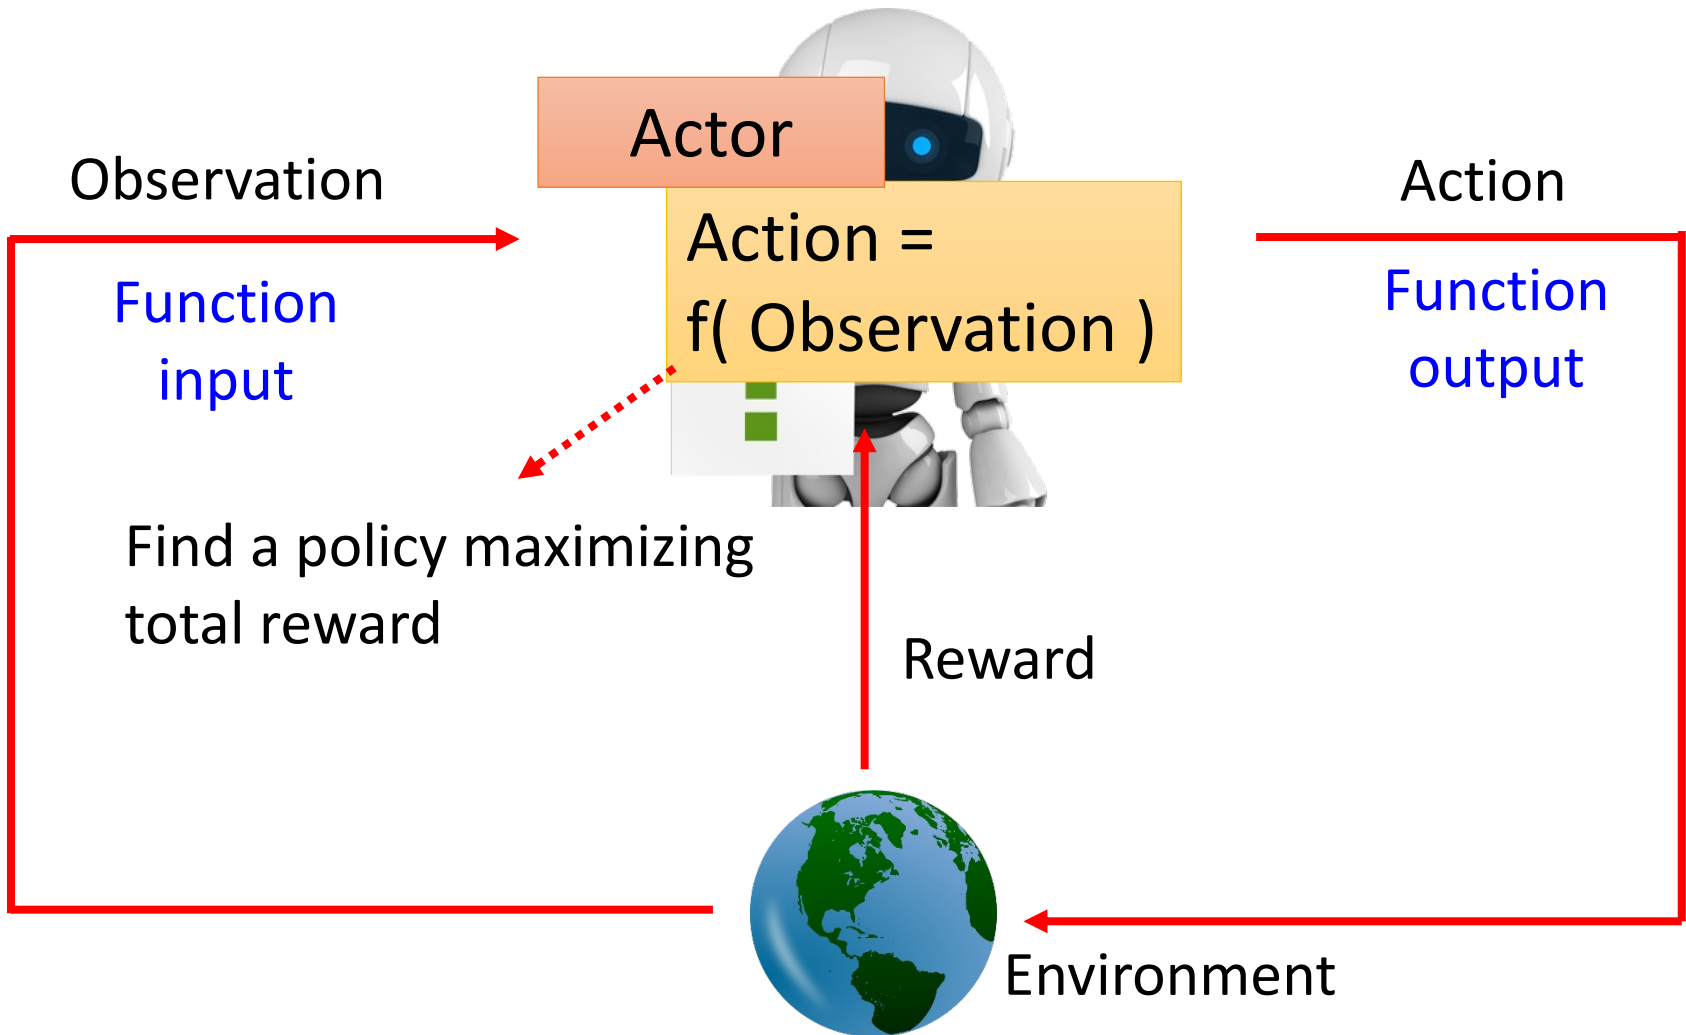 Actor
Observation
Action
Action =
f( Observation )
Function
input
Function
output
Find a policy maximizing
total reward
Reward
Environment